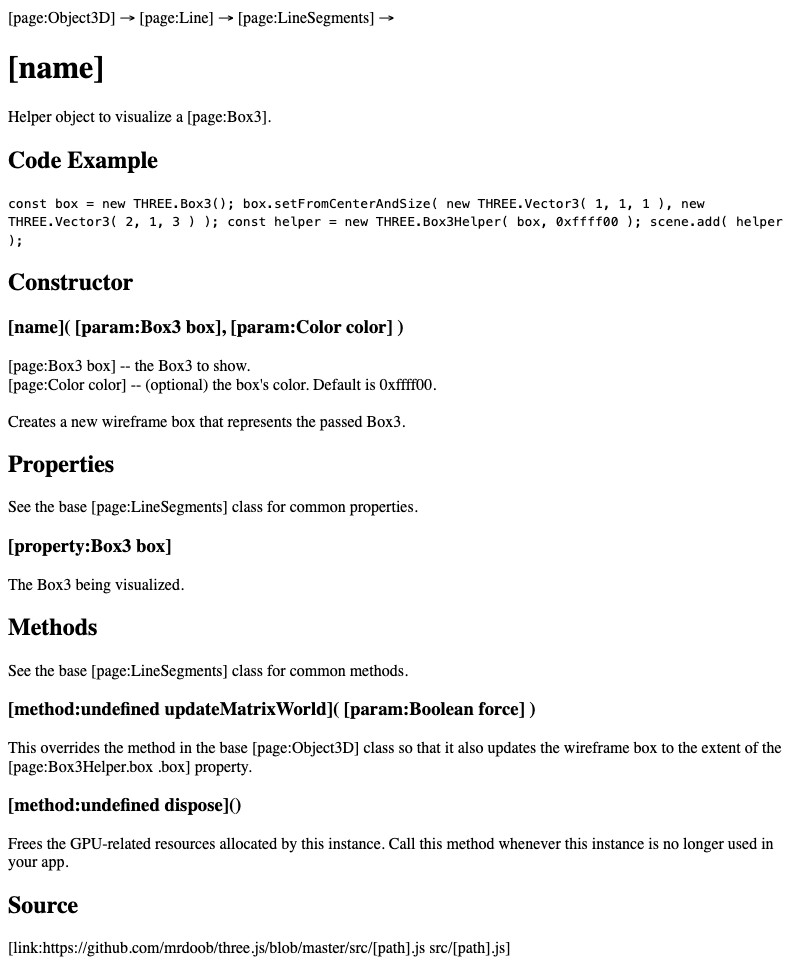 [page:Object3D] → [page:Line] → [page:LineSegments] →
[name]
Helper object to visualize a [page:Box3].
Code Example
const box = new THREE.Box3(); box.setFromCenterAndSize( new THREE.Vector3( 1, 1, 1 ), new
THREE.Vector3( 2, 1, 3 ) ); const helper = new THREE.Box3Helper( box, 0xffff00 ); scene.add( helper
);
Constructor
[name]( [param:Box3 box], [param:Color color] )
[page:Box3 box] -- the Box3 to show.
[page:Color color] -- (optional) the box's color. Default is 0xffff00.
Creates a new wireframe box that represents the passed Box3.
Properties
See the base [page:LineSegments] class for common properties.
[property:Box3 box]
The Box3 being visualized.
Methods
See the base [page:LineSegments] class for common methods.
[method:undefined updateMatrixWorld]( [param:Boolean force] )
This overrides the method in the base [page:Object3D] class so that it also updates the wireframe box to the extent of the
[page:Box3Helper.box .box] property.
[method:undefined dispose]()
Frees the GPU-related resources allocated by this instance. Call this method whenever this instance is no longer used in
your app.
Source
[link:https://github.com/mrdoob/three.js/blob/master/src/[path].js src/[path].js]